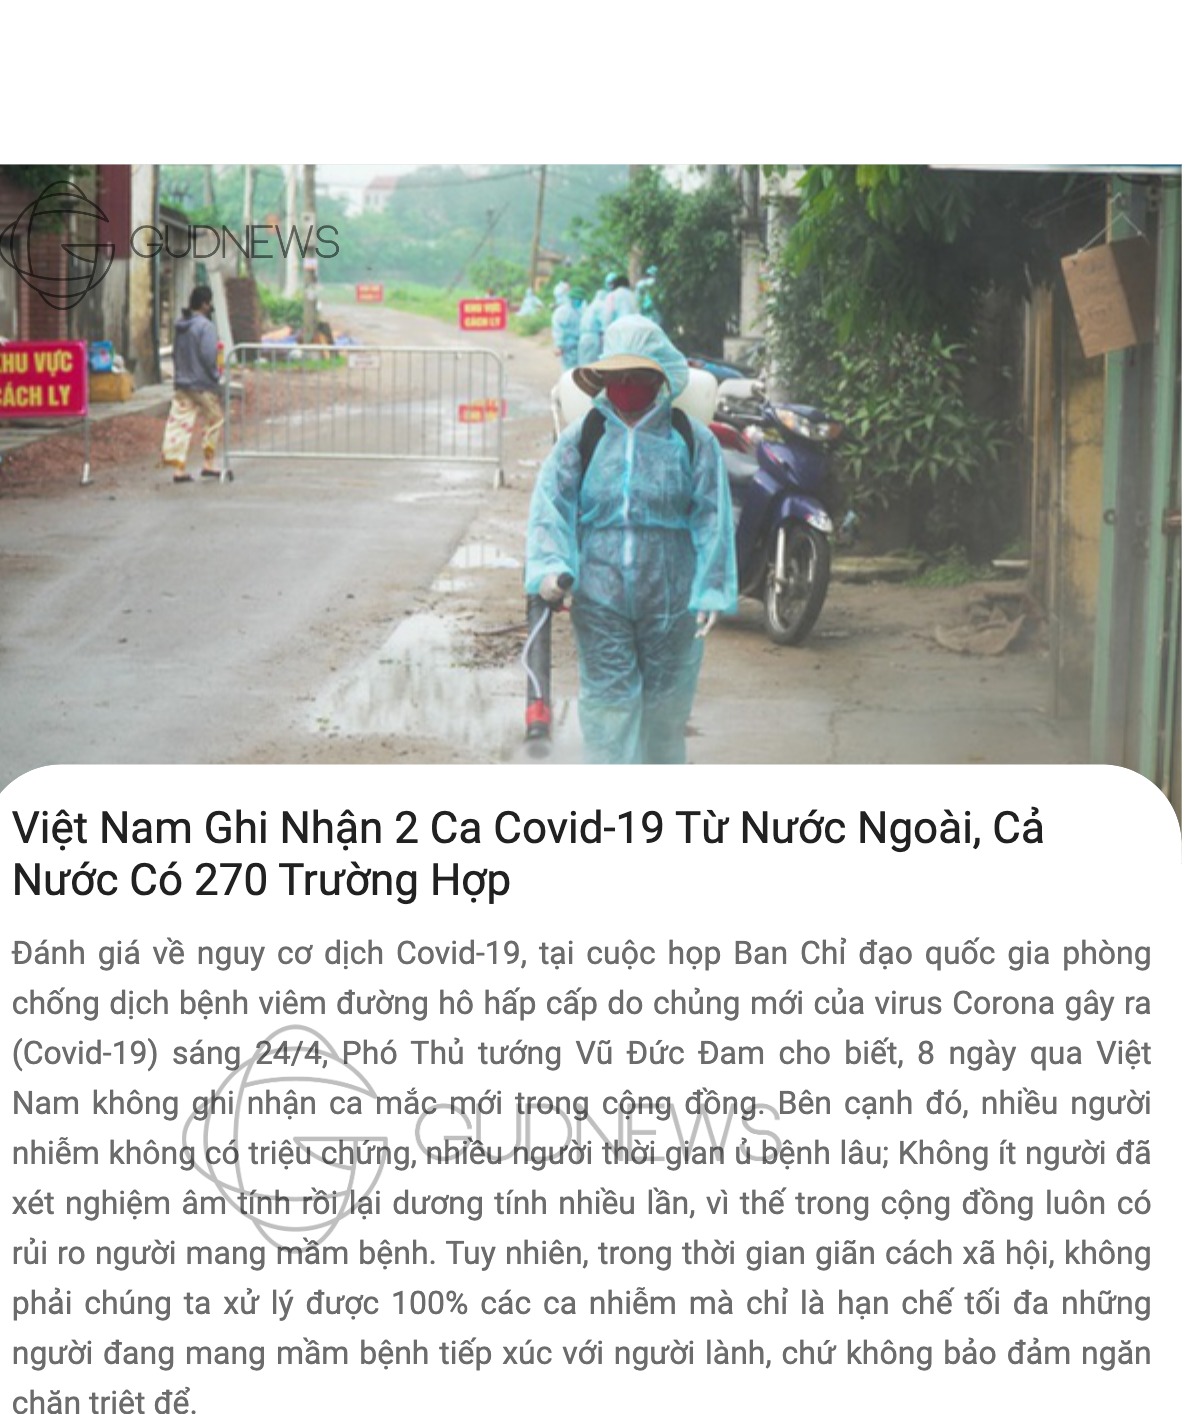 GUDNEWS
KHU VỰC
CÁCH LY
KHU VỰC
CÁCH LY
Việt Nam Ghi Nhận 2 Ca Covid-19 Từ Nước Ngoài, Cả
Nước Có 270 Trường Hợp
Đánh giá về nguy cơ dịch Covid-19, tại cuộc họp Ban Chỉ đạo quốc gia phòng
chống dịch bệnh viêm đường hô hấp cấp do chủng mới của virus Corona gây ra
(Covid-19) sáng 24/4, Phó Thủ tướng Vũ Đức Đam cho biết, 8 ngày qua Việt
Nam không ghi nhận ca mắc mới trong cộng đồng. Bên cạnh đó, nhiều người
nhiễm không có triệu chứng, nhiều người thời gian ủ bệnh lâu; Không ít người đã
xét nghiệm âm tính rồi lại dương tính nhiều lần, vì thế trong cộng đồng luôn có
rủi ro người mang mầm bệnh. Tuy nhiên, trong thời gian giãn cách xã hội, không
phải chúng ta xử lý được 100% các ca nhiễm mà chỉ là hạn chế tối đa những
người đang mang mầm bệnh tiếp xúc với người lành, chứ không bảo đảm ngăn
chặn triệt để.
GUDNEWS